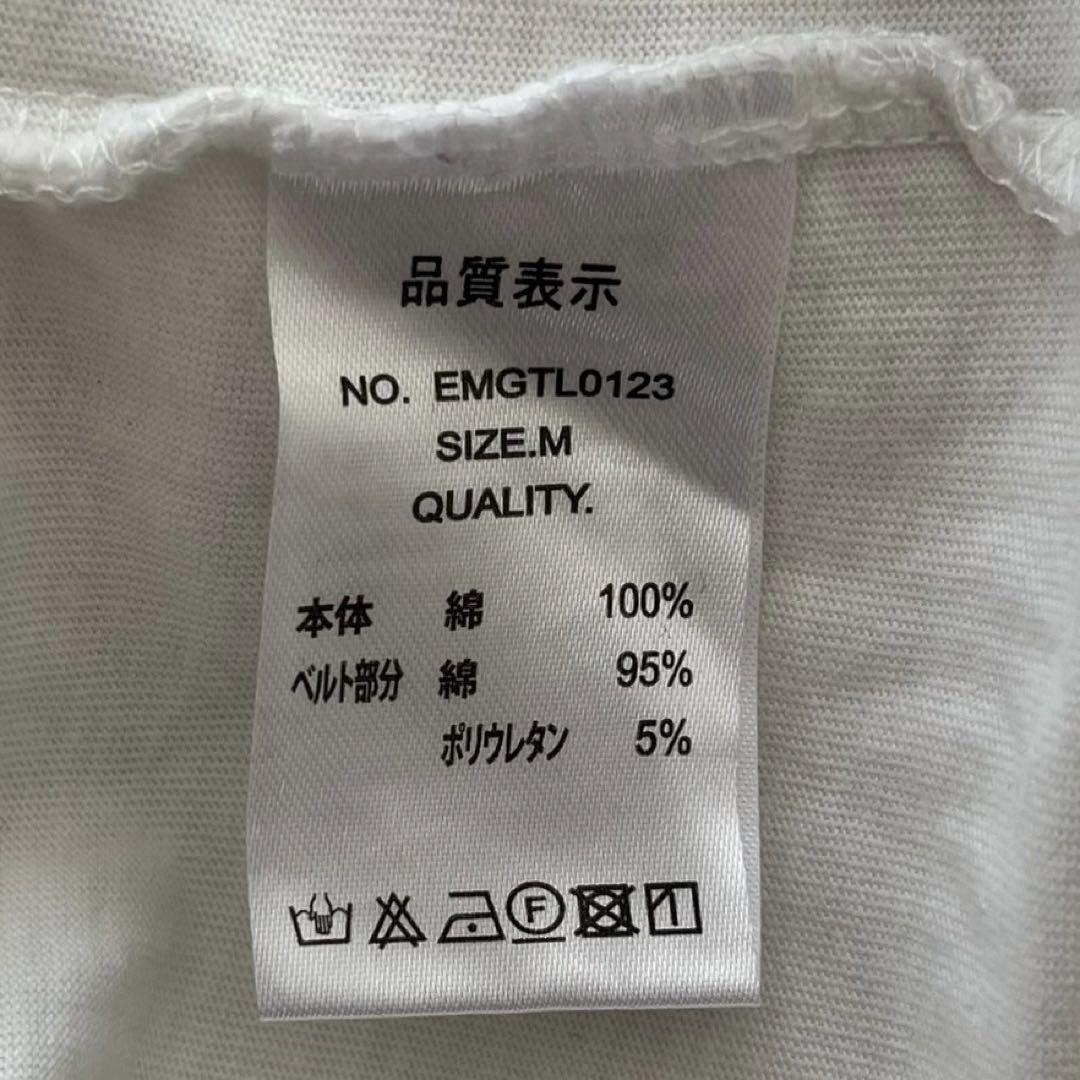 品質表示
NO. EMGTL0123
SIZE.M
QUALITY.
本体 綿 100%
ベルト部分 綿 95%
ポリウレタン 5%
F